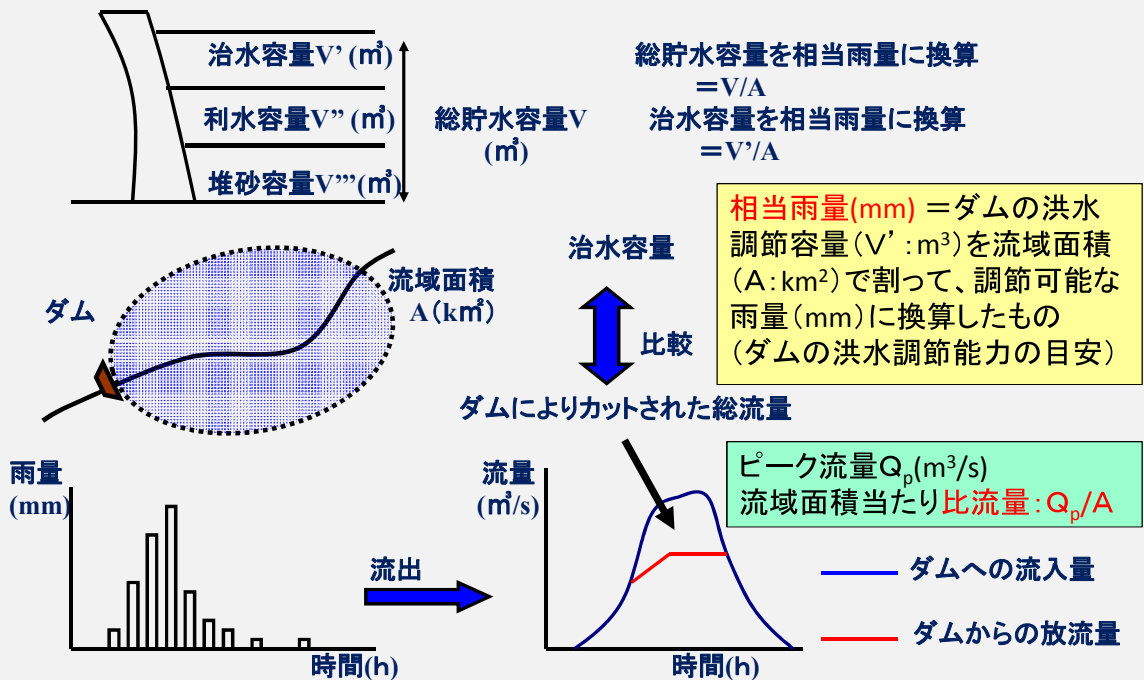 治水容量V' (㎥)
利水容量V” (㎥)
堆砂容量V”’(㎥)
総貯水容量V
(㎥)
総貯水容量を相当雨量に換算
＝V/A
治水容量を相当雨量に換算
＝V’/A
相当雨量(mm) ＝ダムの洪水
調節容量（V’：m³）を流域面積
（A：km²）で割って、調節可能な
雨量（mm）に換算したもの
（ダムの洪水調節能力の目安）
ダム
流域面積
A（k㎡）
治水容量
比較
ダムによりカットされた総流量
雨量
(mm)
時間(h)
流出
流量
(㎥/s)
時間(h)
ピーク流量Qp(m³/s)
流域面積当たり比流量：Qp/A
ダムへの流入量
ダムからの放流量